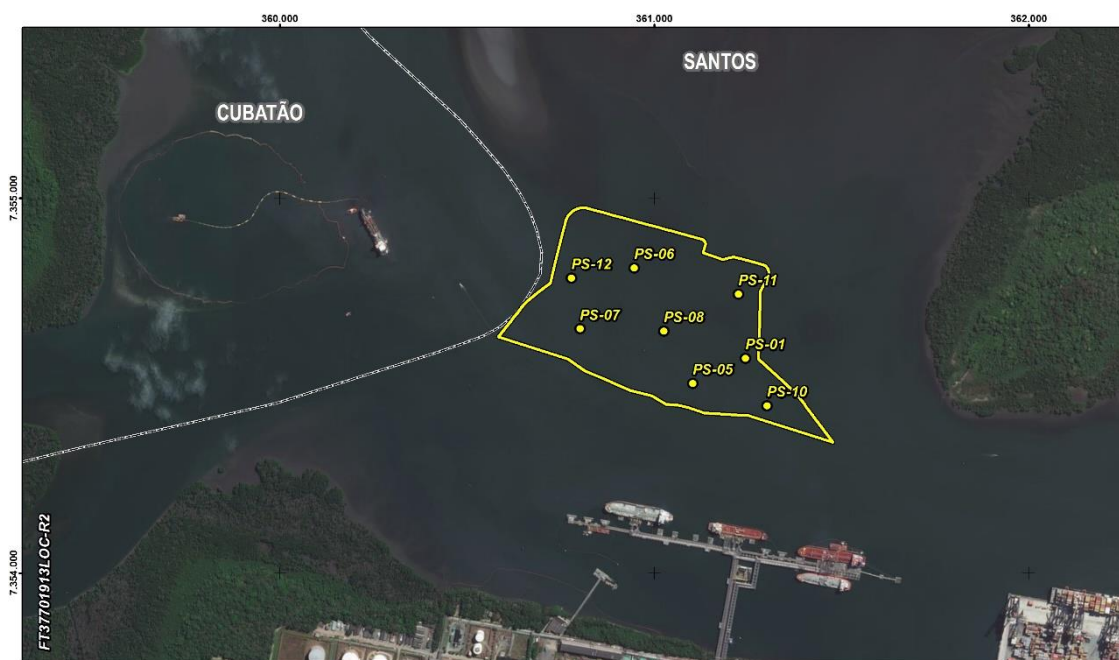 360.000
361.000
362.000
SANTOS
CUBATÃO
7.355.000
PS-06
PS-12
PS-11
PS-07
PS-08
PS-01
PS-05
PS-10
7.354.000
FT37701913LOC-R2